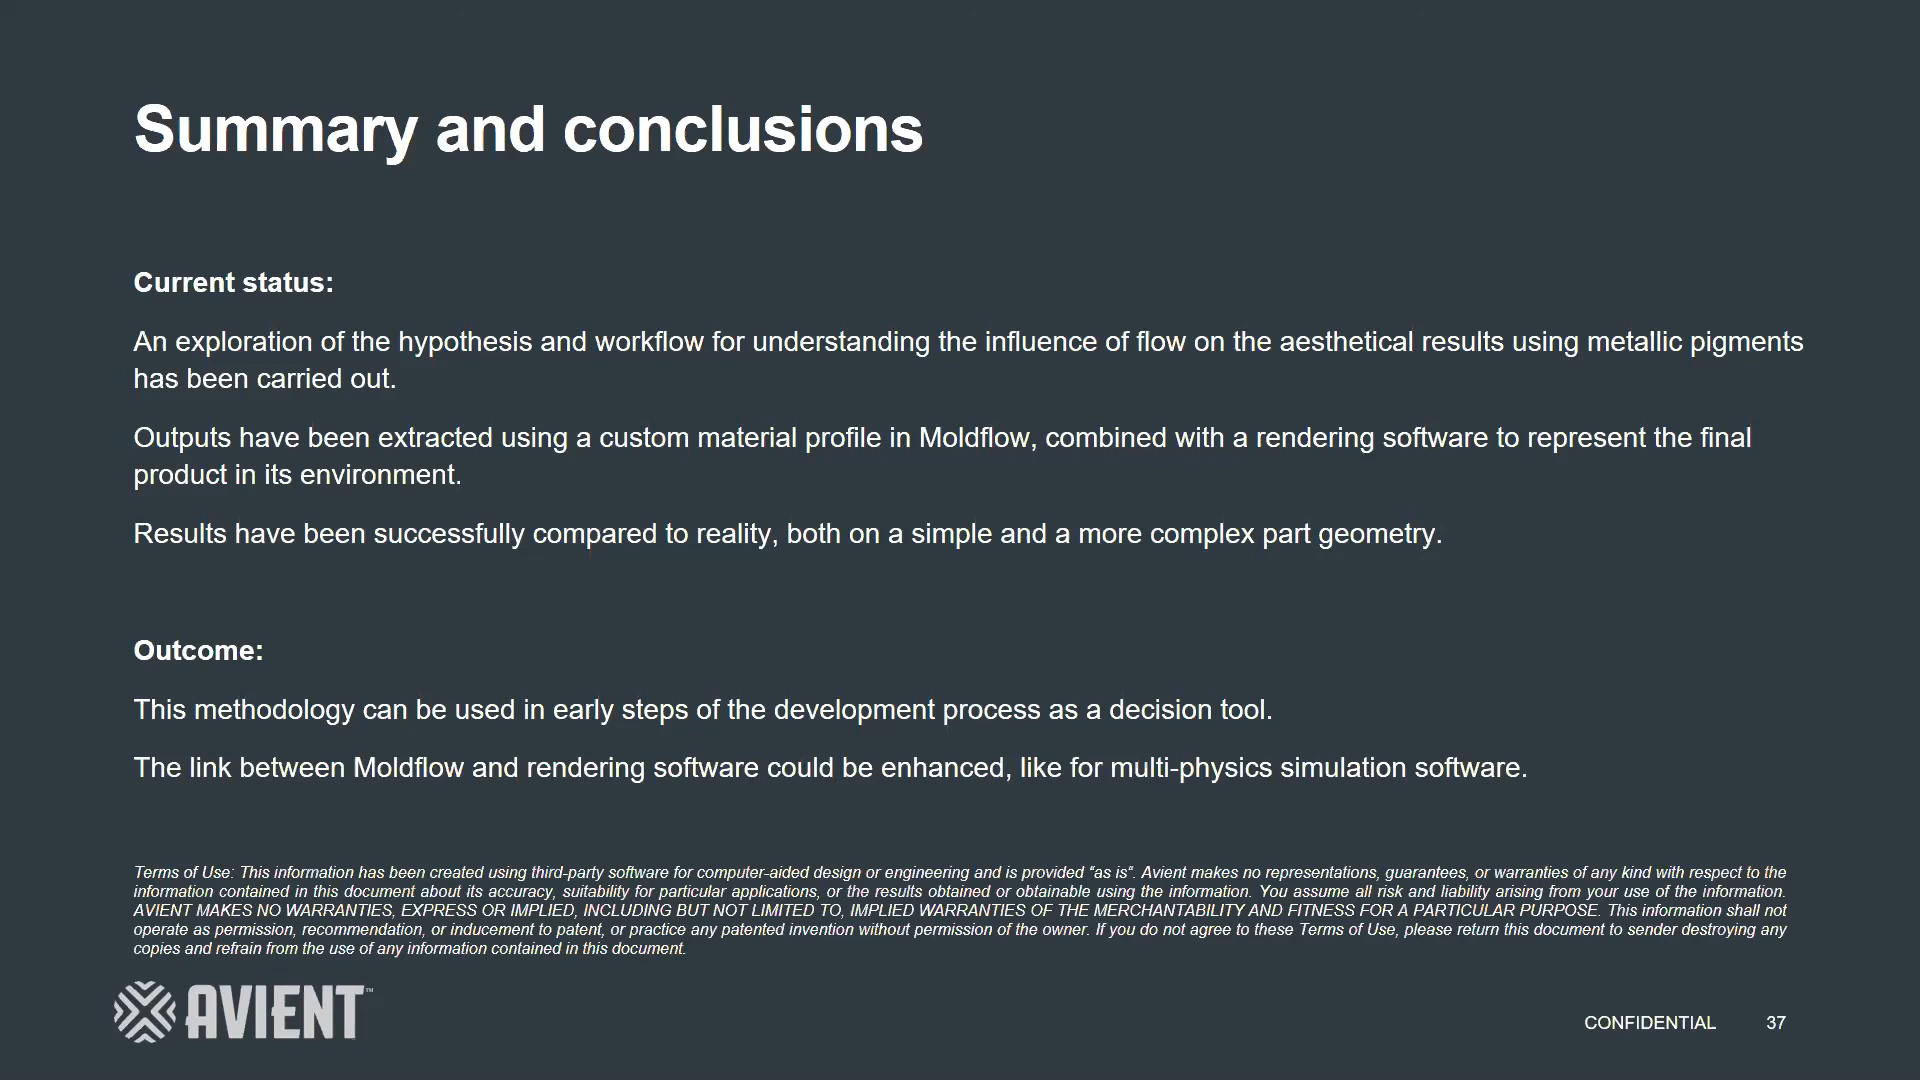 Summary and conclusions
Current status:
An exploration of the hypothesis and workflow for understanding the influence of flow on the aesthetical results using metallic pigments
has been carried out.
Outputs have been extracted using a custom material profile in Moldflow, combined with a rendering software to represent the final
product in its environment.
Results have been successfully compared to reality, both on a simple and a more complex part geometry.
Outcome:
This methodology can be used in early steps of the development process as a decision tool.
The link between Moldflow and rendering software could be enhanced, like for multi-physics simulation software.
Terms of Use: This information has been created using third-party software for computer-aided design or engineering and is provided "as is". Avient makes no representations, guarantees, or warranties of any kind with respect to the
information contained in this document about its accuracy, suitability for particular applications, or the results obtained or obtainable using the information. You assume all risk and liability arising from your use of the information.
AVIENT MAKES NO WARRANTIES, EXPRESS OR IMPLIED, INCLUDING BUT NOT LIMITED TO, IMPLIED WARRANTIES OF THE MERCHANTABILITY AND FITNESS FOR A PARTICULAR PURPOSE. This information shall not
operate as permission, recommendation, or inducement to patent, or practice any patented invention without permission of the owner. If you do not agree to these Terms of Use, please return this document to sender destroying any
copies and refrain from the use of any information contained in this document.
AVIENT™
CONFIDENTIAL 37